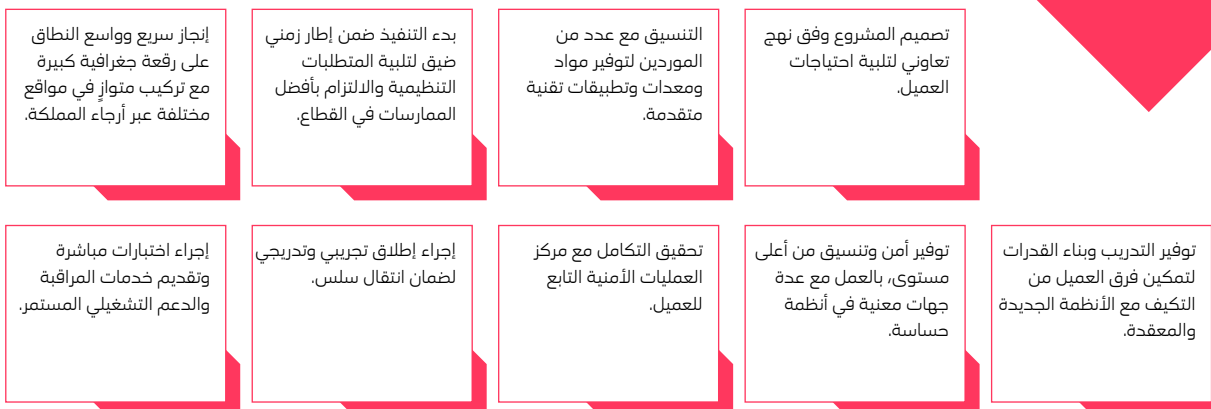 تصميم المشروع وفق نهج
تعاوني لتلبية احتياجات
العميل.
التنسيق مع عدد من
الموردين لتوفير مواد
ومعدات وتطبيقات تقنية
متقدمة.
بدء التنفيذ ضمن إطار زمني
ضيق لتلبية المتطلبات
التنظيمية والالتزام بأفضل
الممارسات في القطاع.
إنجاز سريع وواسع النطاق
على رقعة جغرافية كبيرة
مع تركيب متوازٍ في مواقع
مختلفة عبر أرجاء المملكة.
توفير التدريب وبناء القدرات
لتمكين فرق العميل من
التكيف مع الأنظمة الجديدة
والمعقدة.
توفير أمن وتنسيق من أعلى
مستوى، بالعمل مع عدة
جهات معنية في أنظمة
حساسة.
تحقيق التكامل مع مركز
العمليات الأمنية التابع
للعميل.
إجراء إطلاق تجريبي وتدريجي
لضمان انتقال سلس.
إجراء اختبارات مباشرة
وتقديم خدمات المراقبة
والدعم التشغيلي المستمر.